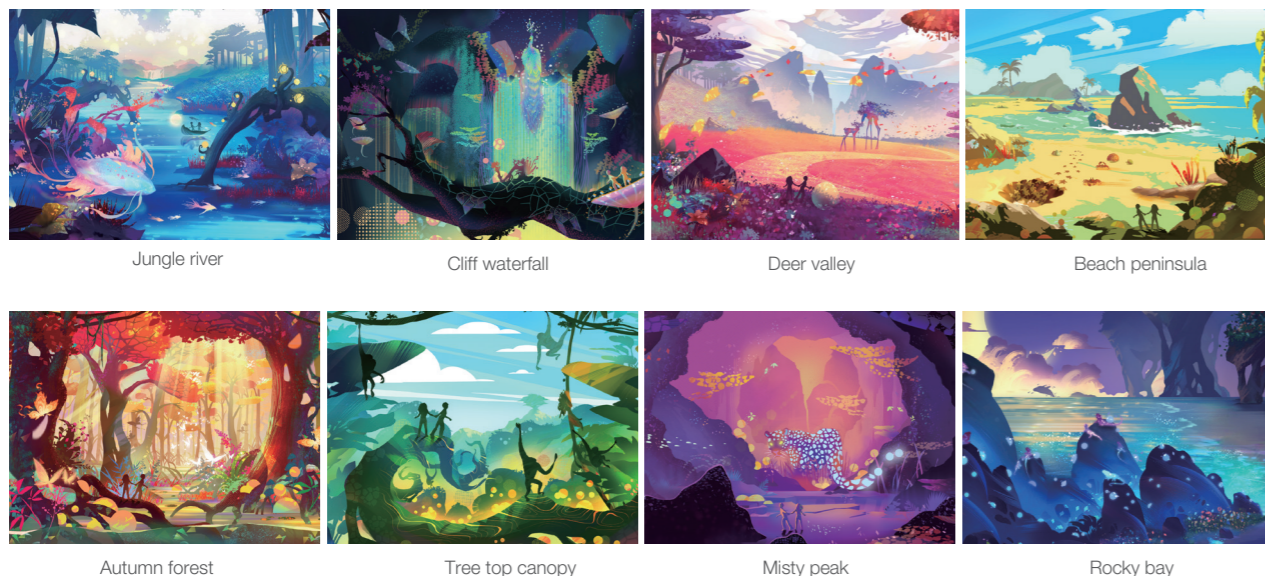 Jungle river
Cliff waterfall
Deer valley
Beach peninsula
Autumn forest
Tree top canopy
Misty peak
Rocky bay